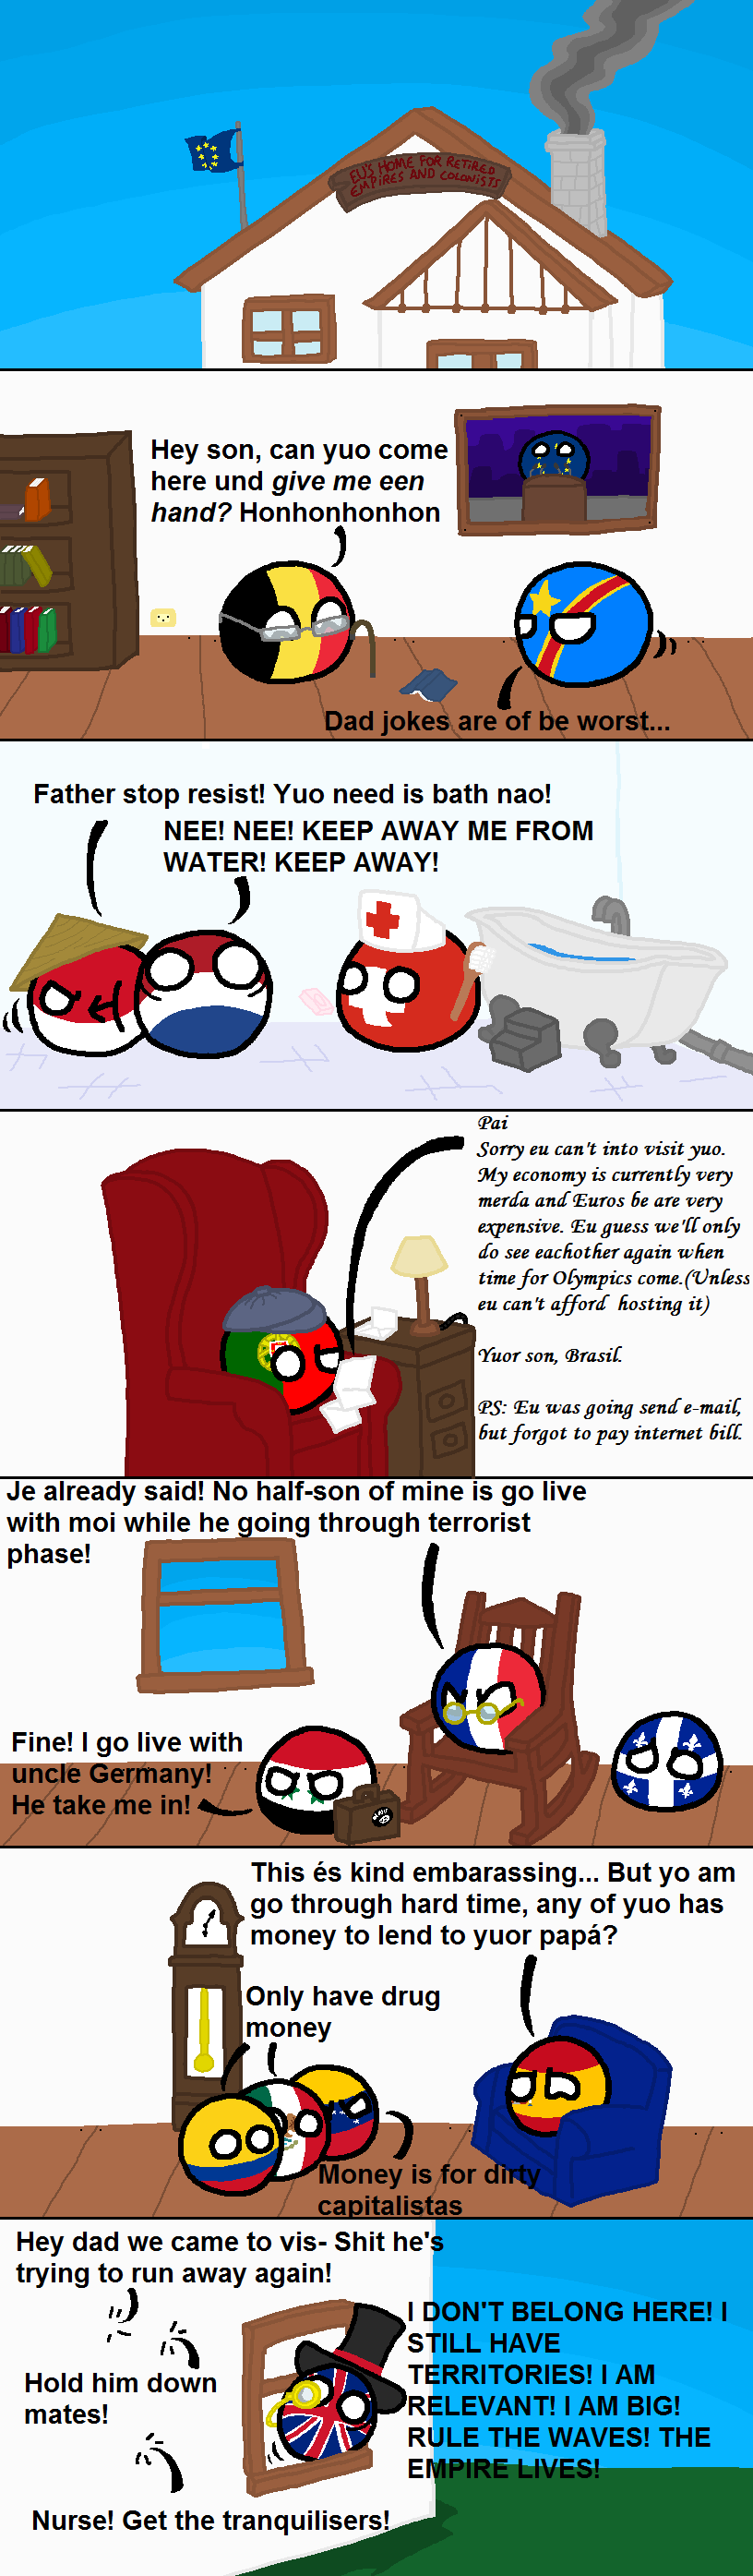 EU'S HOME FOR RETIRED
EMPIRES AND COLONISTS
Hey son, can yuo come
here und give me een
hand? Honhonhonhon
Dad jokes are of be worst...
Father stop resist! Yuo need is bath nao!
NEE! NEE! KEEP AWAY ME FROM
WATER! KEEP AWAY!
Pai
Sorry eu can't into visit yuo.
My economy is currently very
merda and Euros be are very
expensive. Eu guess we'll only
do see eachother again when
time for Olympics come.(Unless
eu can't afford hosting it)
Yuor son, Brasil.
PS: Eu was going send e-mail,
but forgot to pay internet bill.
Je already said! No half-son of mine is go live
with moi while he going through terrorist
phase!
Fine! I go live with
uncle Germany!
He take me in!
This és kind embarassing... But yo am
go through hard time, any of yuo has
money to lend to yuor papá?
Only have drug
money
Money is for dirty
capitalistas
Hey dad we came to vis- Shit he's
trying to run away again!
I DON'T BELONG HERE! I
STILL HAVE
TERRITORIES! I AM
RELEVANT! I AM BIG!
RULE THE WAVES! THE
EMPIRE LIVES!
Hold him down
mates!
Nurse! Get the tranquilisers!